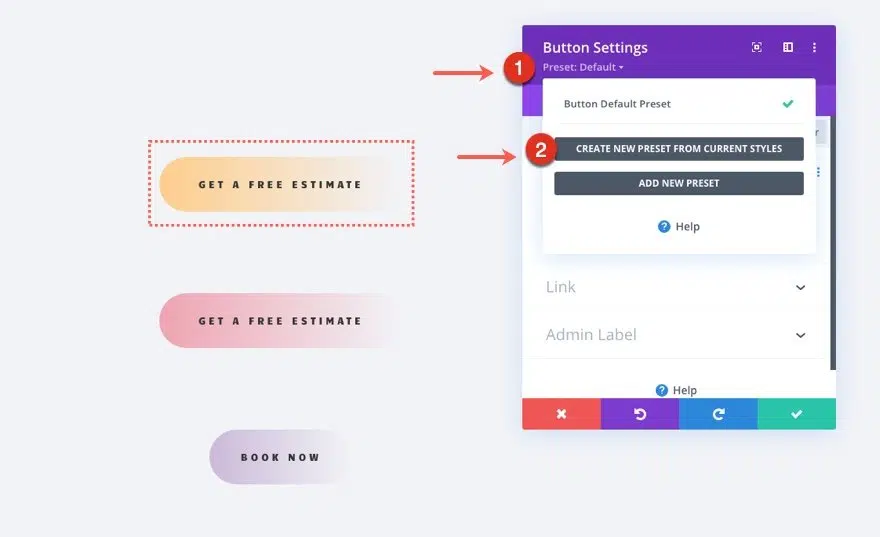 Button Settings
Preset: Default
1
Button Default Preset
2
CREATE NEW PRESET FROM CURRENT STYLES
ADD NEW PRESET
Help
Link
Admin Label
Help
GET A FREE ESTIMATE
GET A FREE ESTIMATE
BOOK NOW